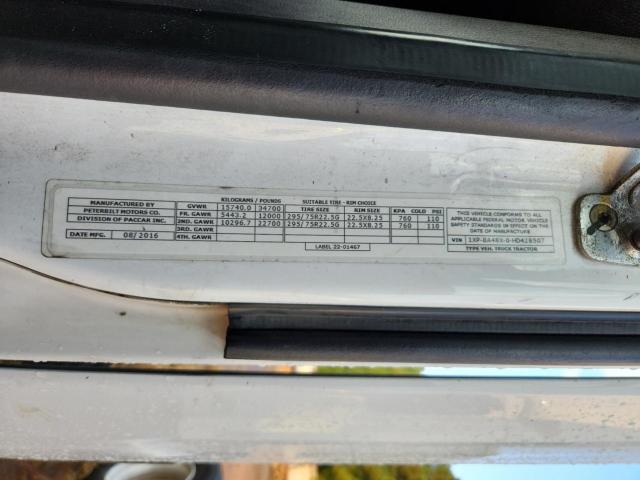 MANUFACTURED BY
PETERBILT MOTORS CO.
DIVISION OF PACCAR INC.
DATE MFG. 08/2016
KILOGRAMS / POUNDS SUITABLE TIRE - RIM CHOICE
TIRE SIZE RIM SIZE KPA COLD PSI
GVWR 15740.0 34700
FR. GAWR 5443.2 12000 295/75R22.5G 22.5X8.25 760 110
2ND. GAWR 10296.7 22700 295/75R22.5G 22.5X8.25 760 110
3RD. GAWR
4TH. GAWR
LABEL 22-01467
THIS VEHICLE CONFORMS TO ALL
APPLICABLE FEDERAL MOTOR VEHICLE
SAFETY STANDARDS IN EFFECT ON THE
DATE OF MANUFACTURE
VIN 1XP-BA48X-0-HD428507
TYPE VEH. TRUCK TRACTOR